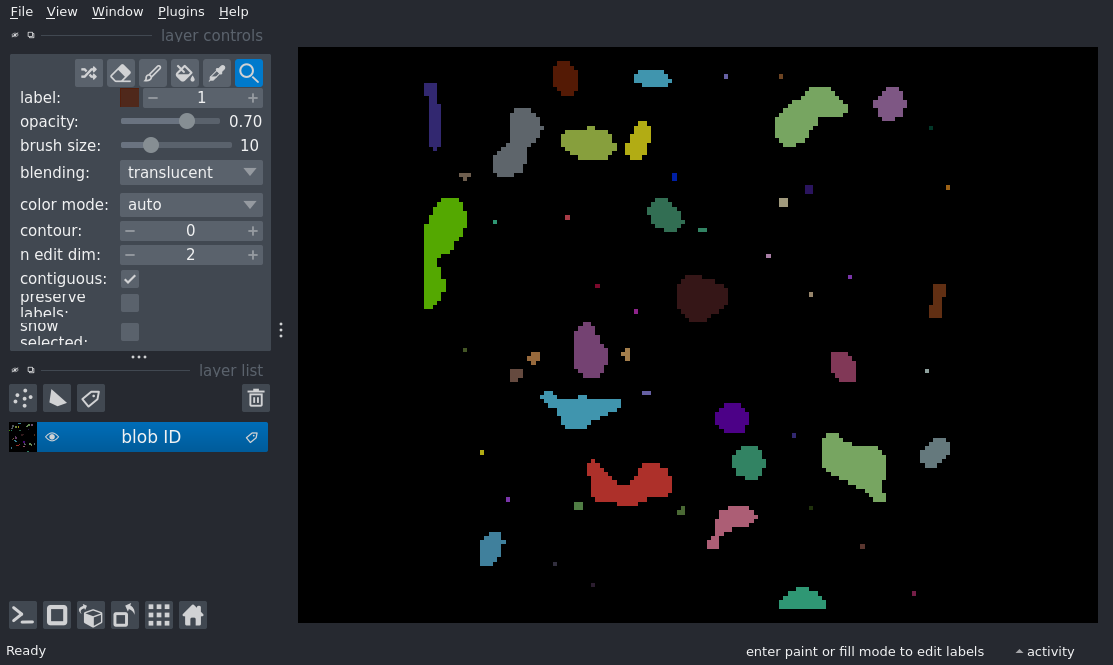 File View Window Plugins Help
layer controls
label: 1
opacity: 0.70
brush size: 10
blending: translucent
color mode: auto
contour: 0
n edit dim: 2
contiguous:
preserve
labels:
show
selected:
layer list
blob ID
Ready
enter paint or fill mode to edit labels
activity